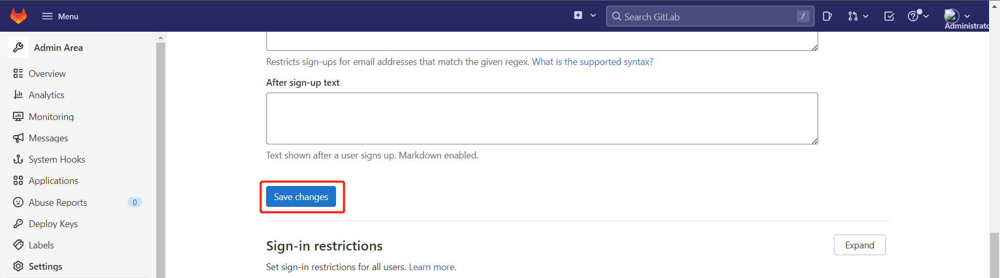 Menu
Search GitLab
/
Administrato
Admin Area
Overview
Analytics
Monitoring
Messages
System Hooks
Applications
Abuse Reports 0
Deploy Keys
Labels
Settings
Restricts sign-ups for email addresses that match the given regex. What is the supported syntax?
After sign-up text
Text shown after a user signs up. Markdown enabled.
Save changes
Sign-in restrictions
Expand
Set sign-in restrictions for all users. Learn more.